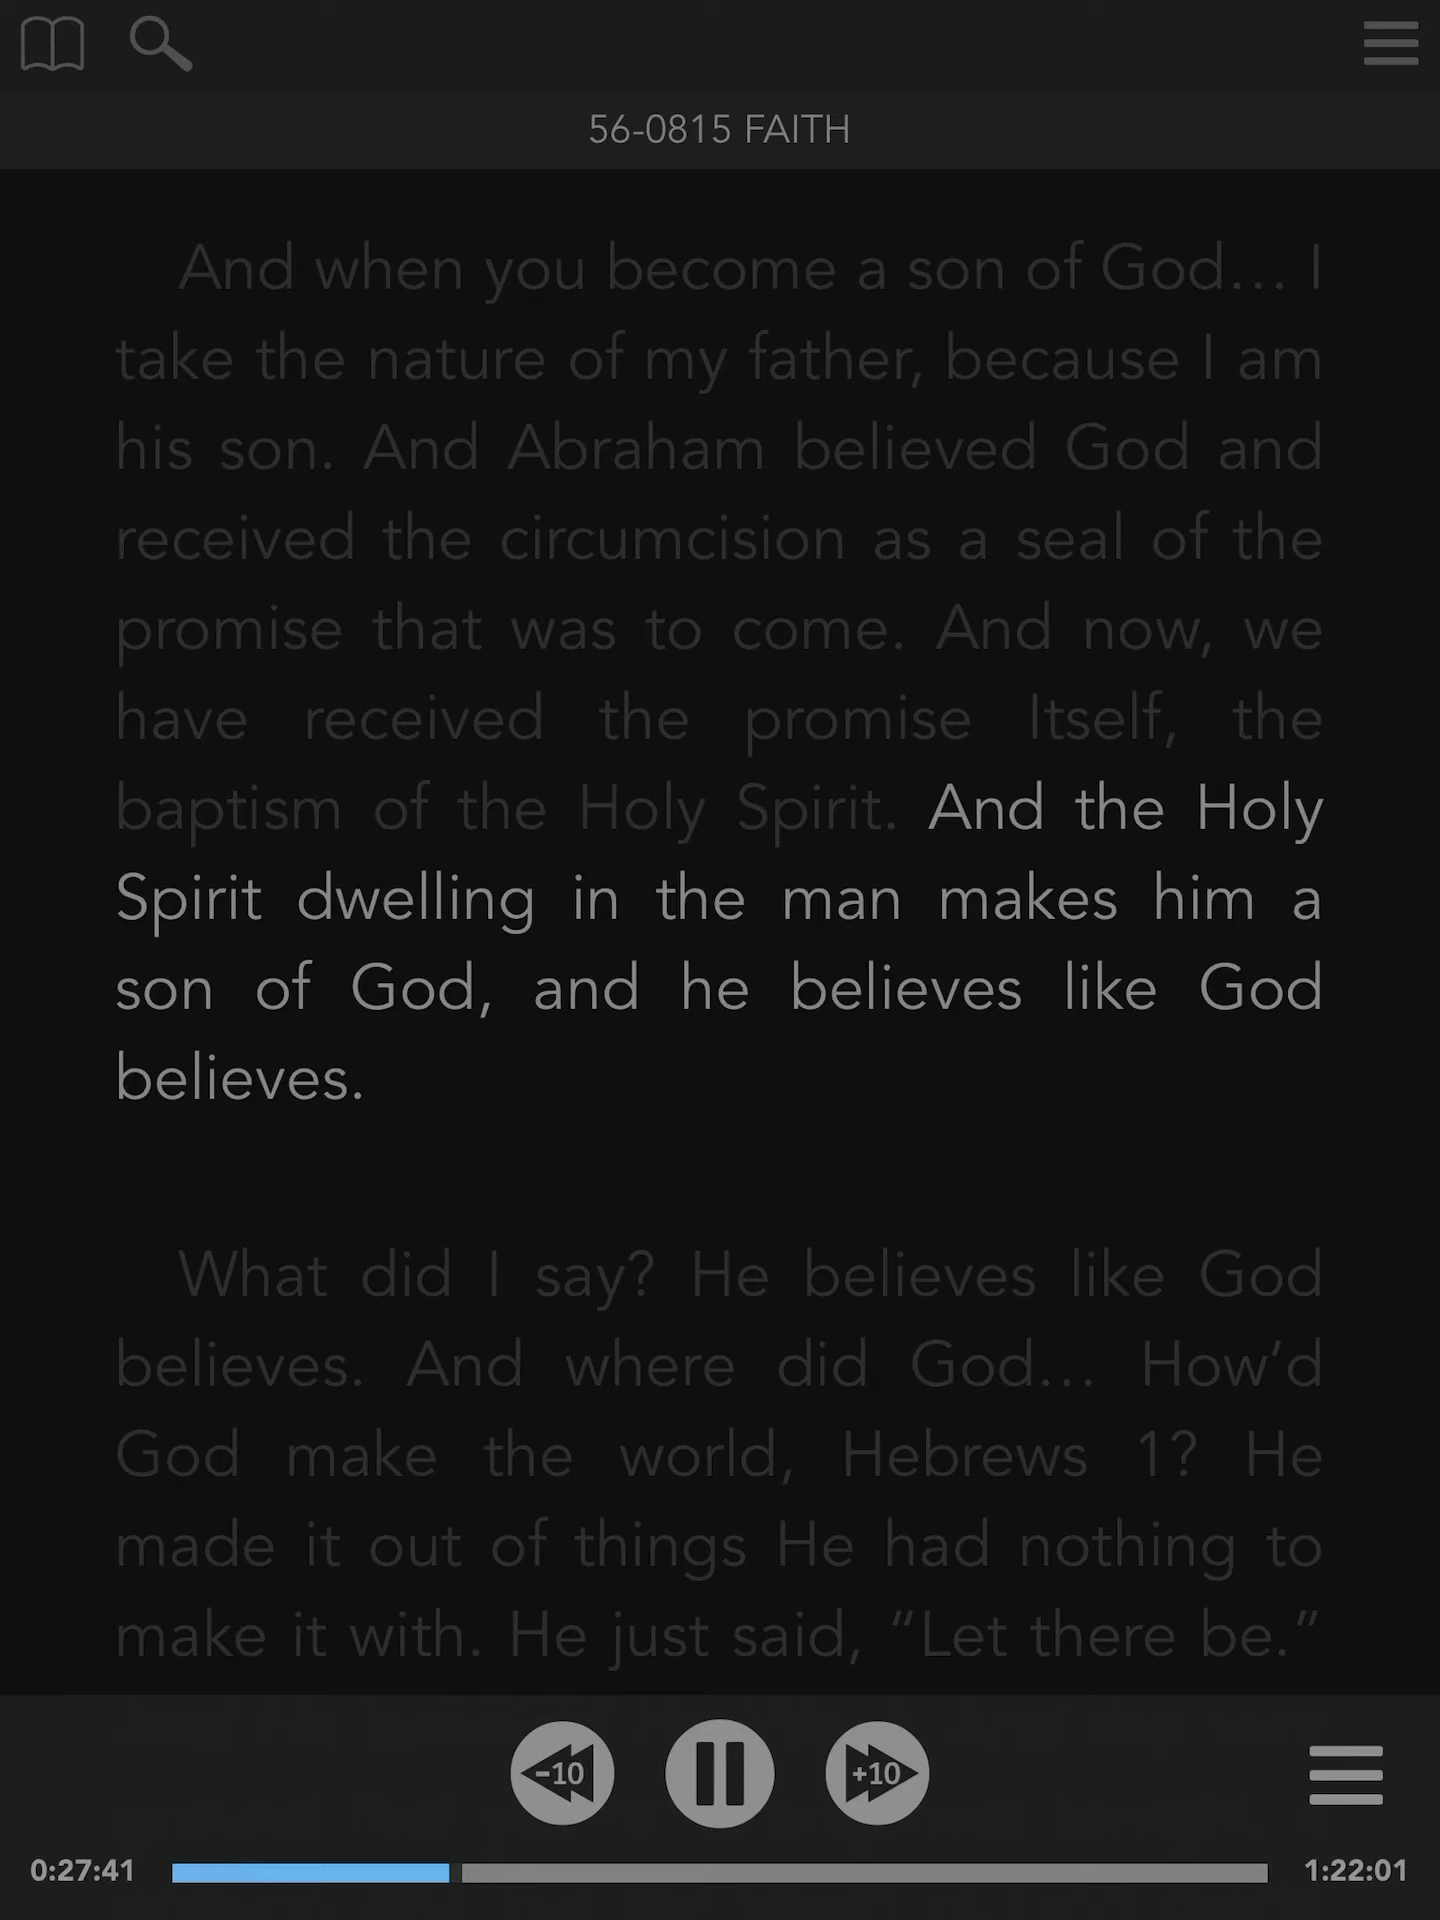 56-0815 FAITH
And when you become a son of God… I
take the nature of my father, because I am
his son. And Abraham believed God and
received the circumcision as a seal of the
promise that was to come. And now, we
have received the promise Itself, the
baptism of the Holy Spirit. And the Holy
Spirit dwelling in the man makes him a
son of God, and he believes like God
believes.
What did I say? He believes like God
believes. And where did God… How’d
God make the world, Hebrews 1? He
made it out of things He had nothing to
make it with. He just said, “Let there be.”
-10 +10
0:27:41 1:22:01